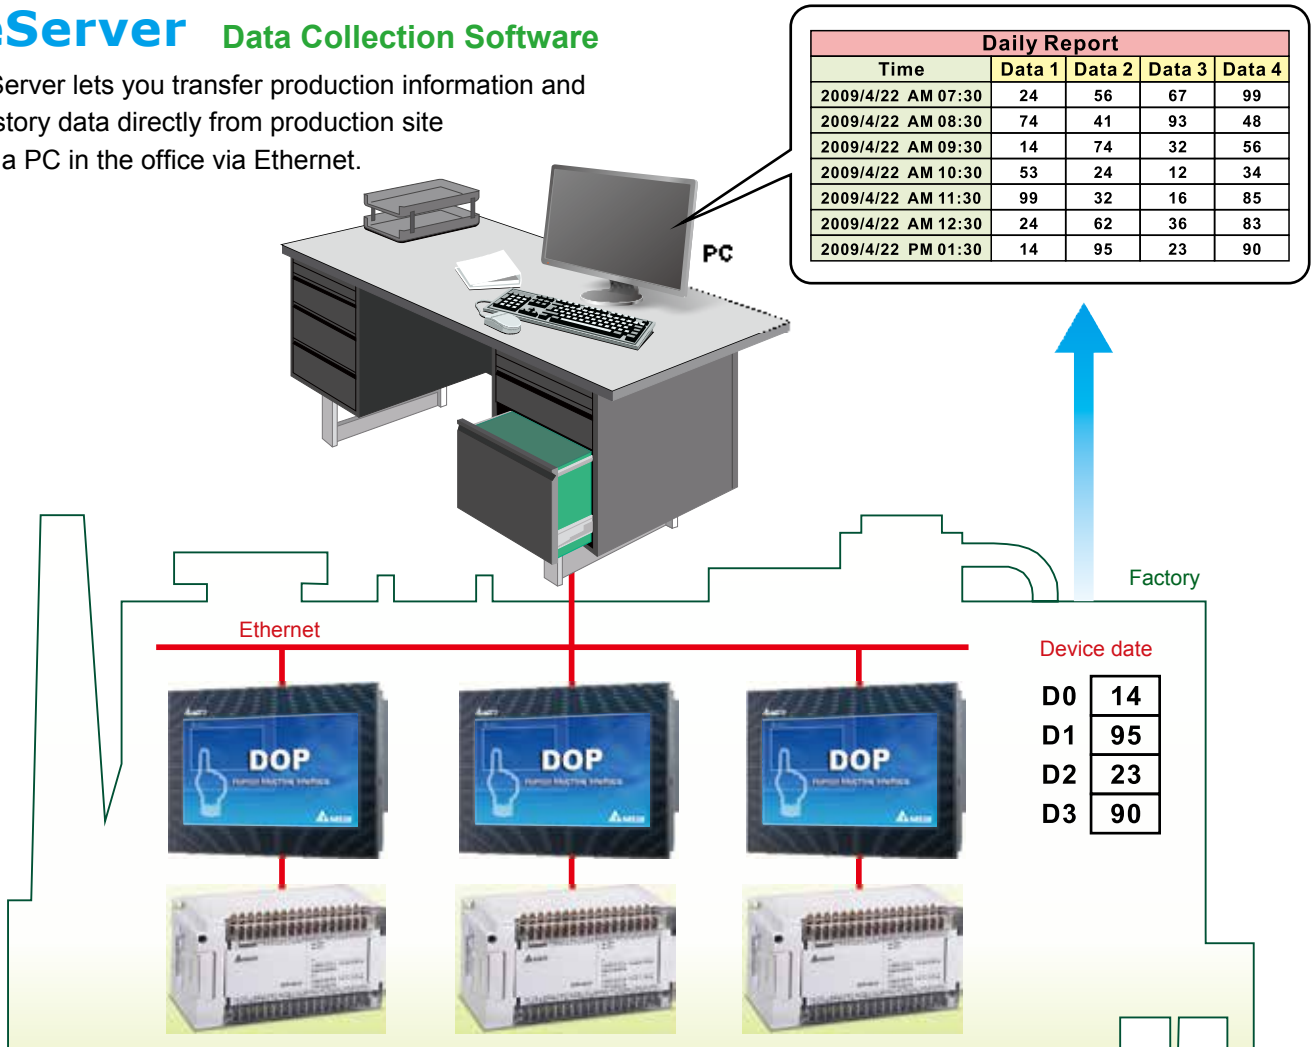 eServer Data Collection Software
Server lets you transfer production information and
story data directly from production site
a PC in the office via Ethernet.
Daily Report
Time Data 1 Data 2 Data 3 Data 4
2009/4/22 AM 07:30 24 56 67 99
2009/4/22 AM 08:30 74 41 93 48
2009/4/22 AM 09:30 14 74 32 56
2009/4/22 AM 10:30 53 24 12 34
2009/4/22 AM 11:30 99 32 16 85
2009/4/22 AM 12:30 24 62 36 83
2009/4/22 PM 01:30 14 95 23 90
PC
Factory
Ethernet
Device date
D0 14
D1 95
D2 23
D3 90
DOP
DOP
DOP